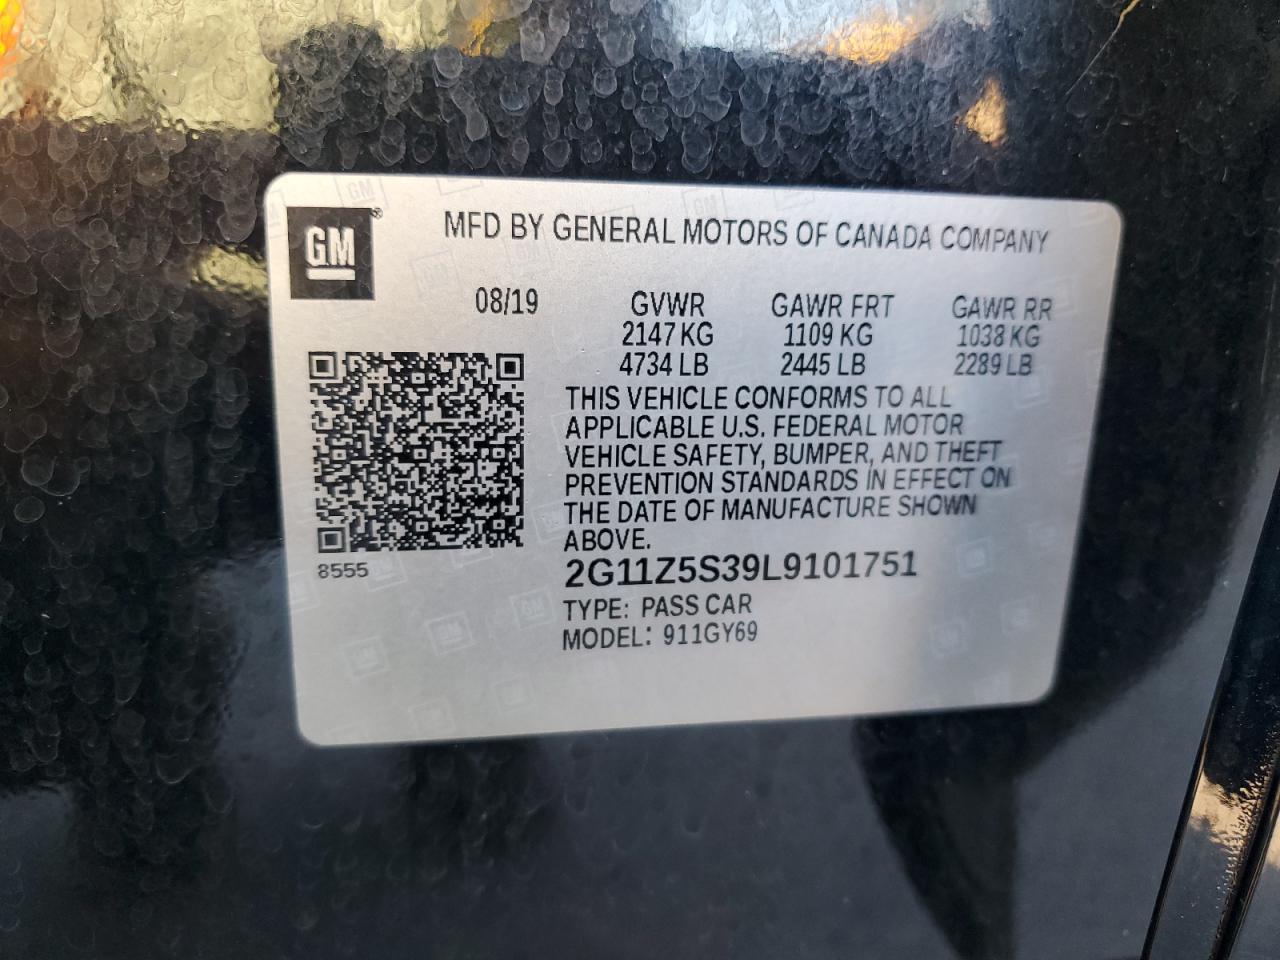 GM®
MFD BY GENERAL MOTORS OF CANADA COMPANY
08/19 GVWR GAWR FRT GAWR RR
2147 KG 1109 KG 1038 KG
4734 LB 2445 LB 2289 LB
THIS VEHICLE CONFORMS TO ALL
APPLICABLE U.S. FEDERAL MOTOR
VEHICLE SAFETY, BUMPER, AND THEFT
PREVENTION STANDARDS IN EFFECT ON
THE DATE OF MANUFACTURE SHOWN
ABOVE.
8555
2G11Z5S39L9101751
TYPE: PASS CAR
MODEL: 911GY69